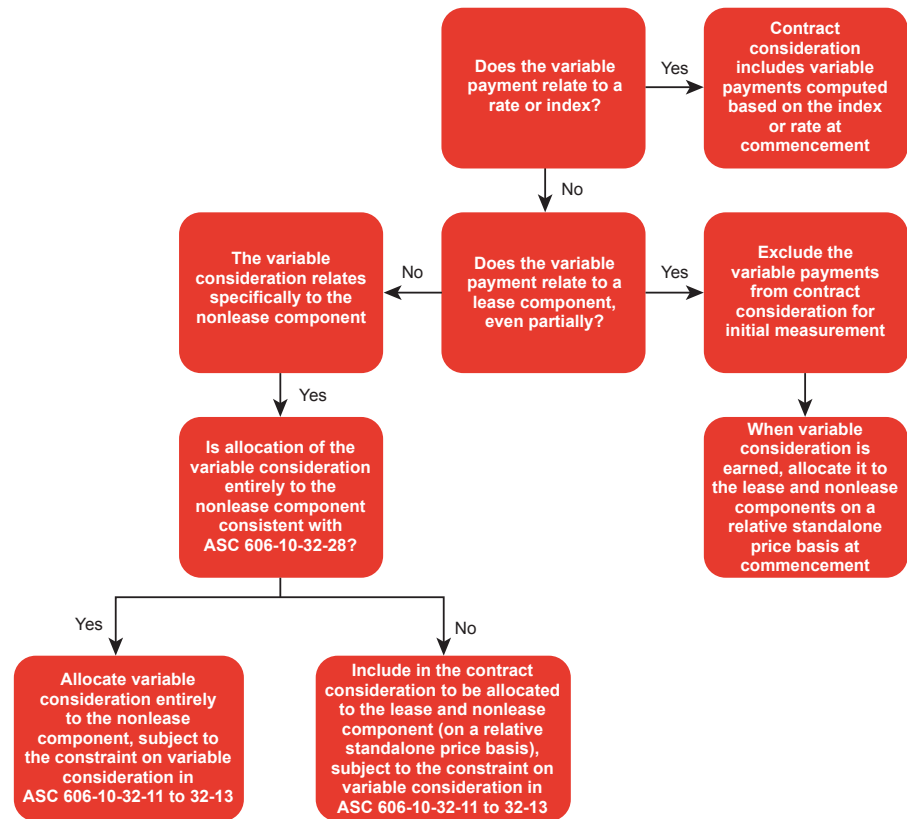 Does the variable
payment relate to a
rate or index?
Yes
Contract
consideration
includes variable
payments computed
based on the index
or rate at
commencement
No
The variable
consideration relates
specifically to the
nonlease component
No
Does the variable
payment relate to a
lease component,
even partially?
Yes
Exclude the
variable payments
from contract
consideration for
initial measurement
Yes
Is allocation of the
variable consideration
entirely to the
nonlease component
consistent with
ASC 606-10-32-28?
When variable
consideration is
earned, allocate it to
the lease and nonlease
components on a
relative standalone
price basis at
commencement
Yes
No
Allocate variable
consideration entirely
to the nonlease
component, subject to
the constraint on variable
consideration in
ASC 606-10-32-11 to 32-13
Include in the contract
consideration to be allocated
to the lease and nonlease
component (on a relative
standalone price basis),
subject to the constraint on
variable consideration in
ASC 606-10-32-11 to 32-13